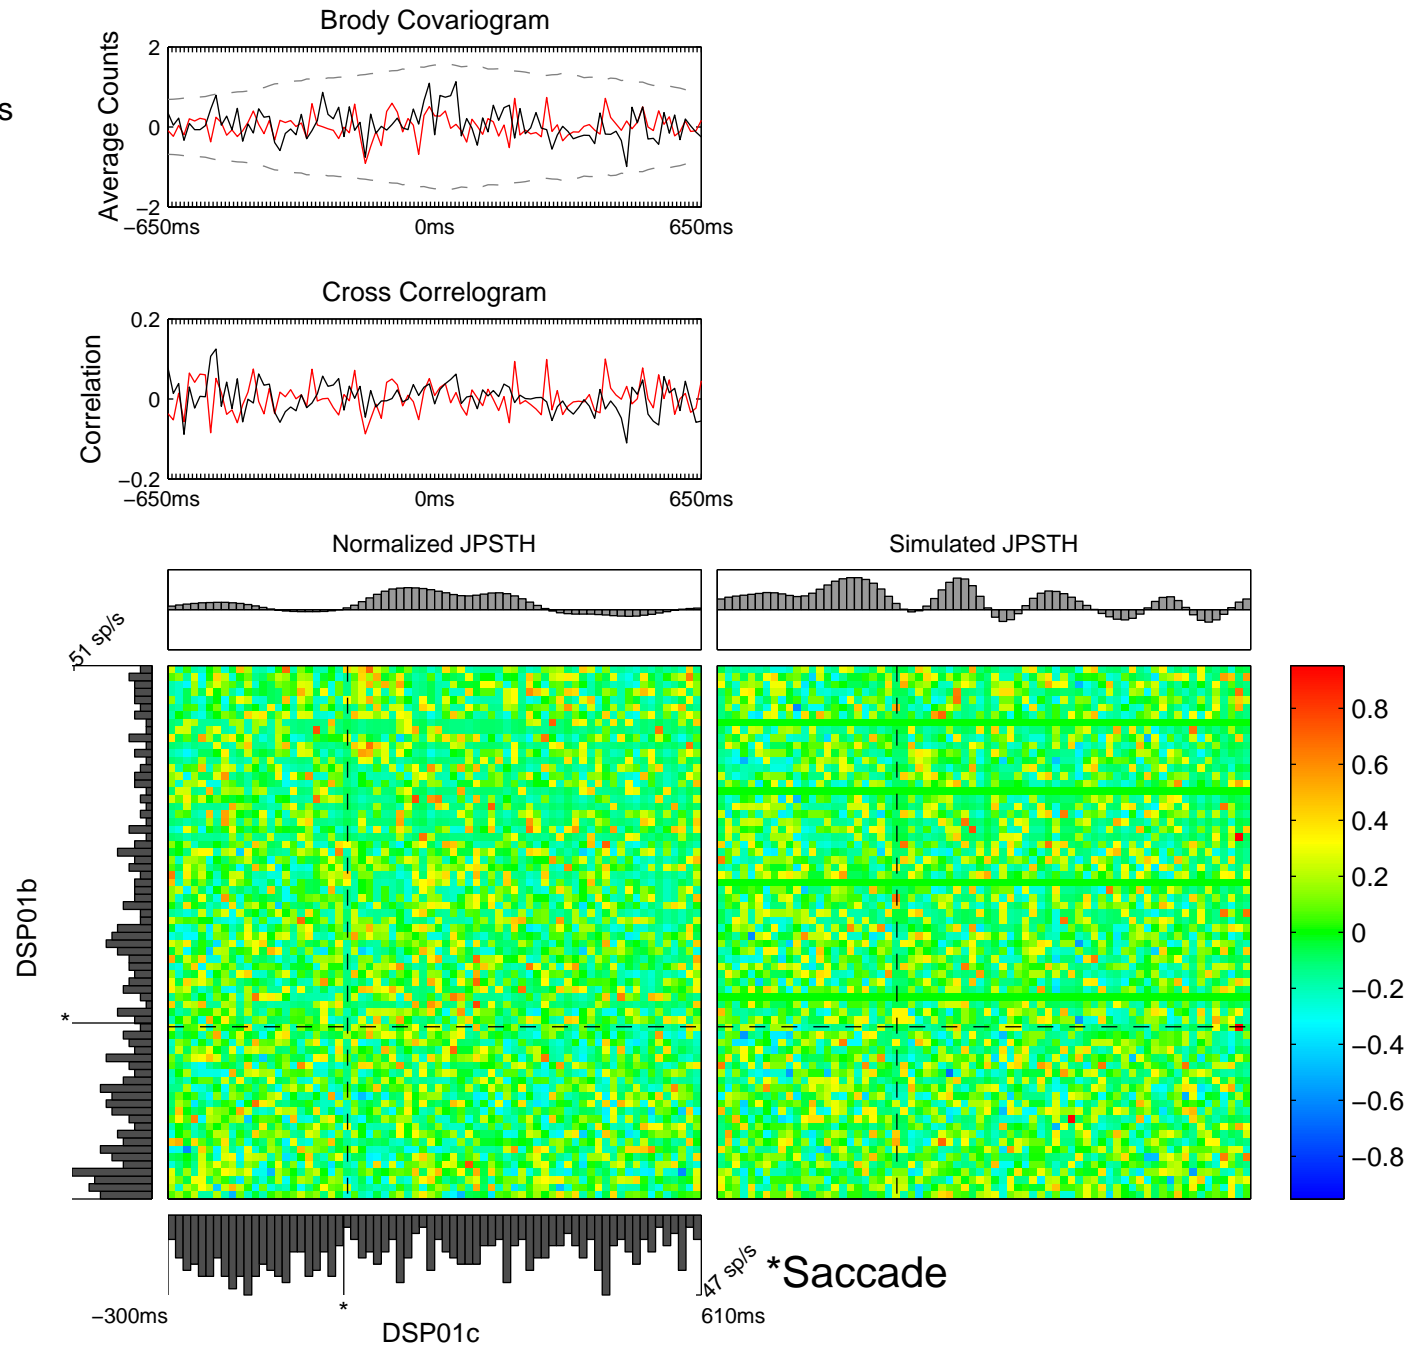 Brody Covariogram
s
Average Counts
2
0
−2
−650ms 0ms 650ms
Cross Correlogram
Correlation
0.2
0
−0.2
−650ms 0ms 650ms
Normalized JPSTH Simulated JPSTH
51 sp/s
DSP01b
*
0.8
0.6
0.4
0.2
0
−0.2
−0.4
−0.6
−0.8
47 sp/s
*Saccade
−300ms * 610ms
DSP01c